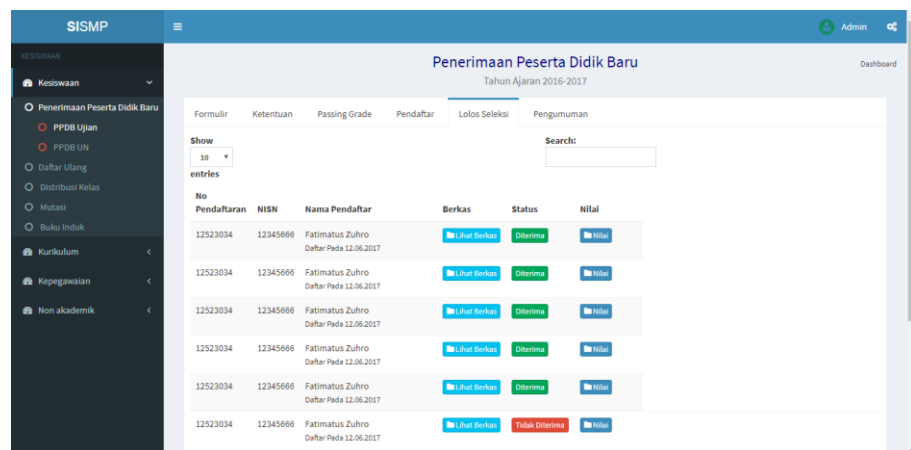 SISMP
Admin
KESISWAAN
Kesiswaan
Penerimaan Peserta Didik Baru
PPDB Ujian
PPDB UN
Daftar Ulang
Distribusi Kelas
Mutasi
Buku Induk
Kurikulum
Kepegawaian
Non akademik
Penerimaan Peserta Didik Baru
Tahun Ajaran 2016-2017
Dashboard
Formulir Ketentuan Passing Grade Pendaftar Lolos Seleksi Pengumuman
Show
10
entries
Search:
No
Pendaftaran NISN Nama Pendaftar Berkas Status Nilai
12523034 12345666 Fatimatus Zuhro Lihat Berkas Diterima Nilai
Daftar Pada 12.06.2017
12523034 12345666 Fatimatus Zuhro Lihat Berkas Diterima Nilai
Daftar Pada 12.06.2017
12523034 12345666 Fatimatus Zuhro Lihat Berkas Diterima Nilai
Daftar Pada 12.06.2017
12523034 12345666 Fatimatus Zuhro Lihat Berkas Diterima Nilai
Daftar Pada 12.06.2017
12523034 12345666 Fatimatus Zuhro Lihat Berkas Diterima Nilai
Daftar Pada 12.06.2017
12523034 12345666 Fatimatus Zuhro Lihat Berkas Tidak Diterima Nilai
Daftar Pada 12.06.2017